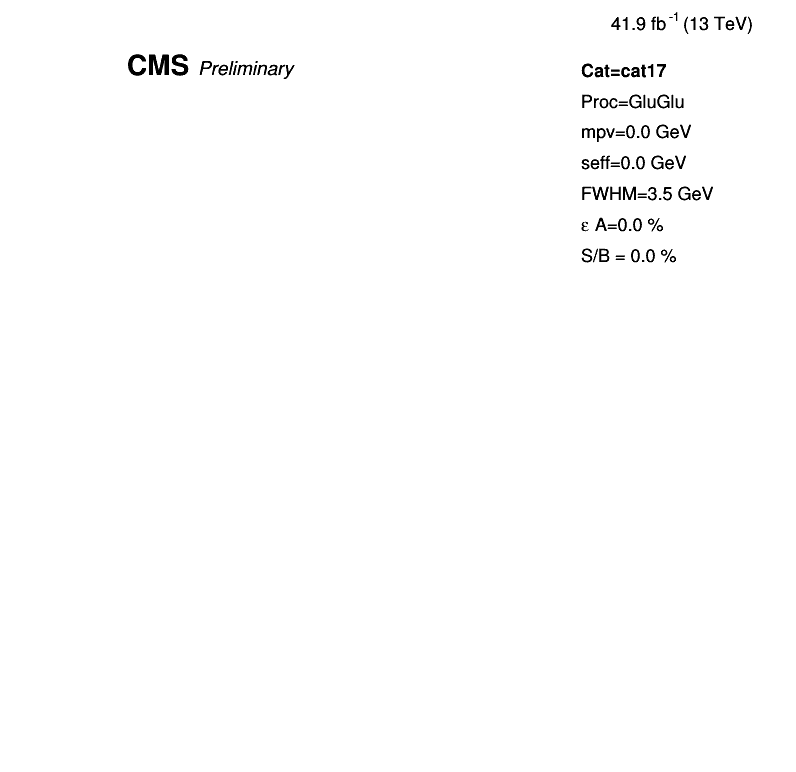 41.9 fb⁻¹ (13 TeV)
CMS Preliminary
Cat=cat17
Proc=GluGlu
mpv=0.0 GeV
seff=0.0 GeV
FWHM=3.5 GeV
ε A=0.0 %
S/B = 0.0 %